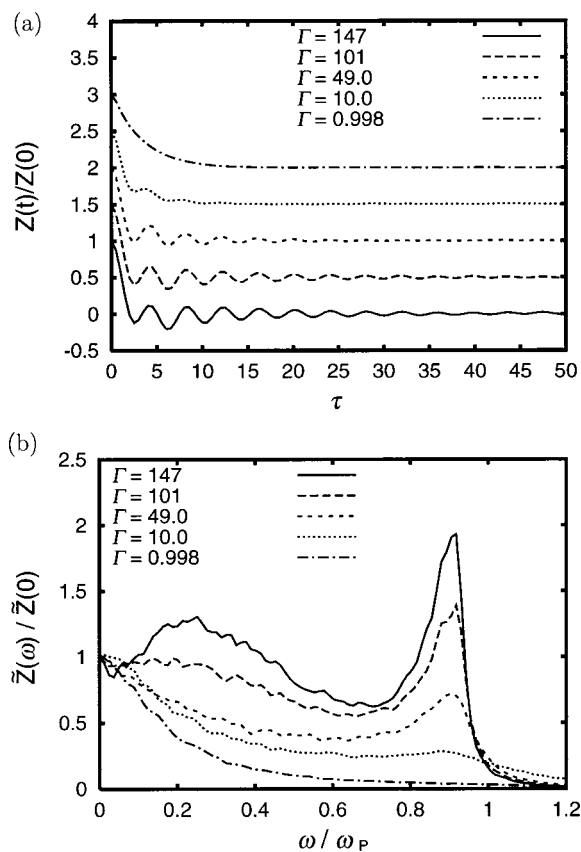 (a)
Z(t)/Z(0)
4
3.5
3
2.5
2
1.5
1
0.5
0
-0.5
Γ = 147
Γ = 101
Γ = 49.0
Γ = 10.0
Γ = 0.998
0 5 10 15 20 25 30 35 40 45 50
τ
(b)
Z̃(ω) / Z̃(0)
2.5
2
1.5
1
0.5
0
Γ = 147
Γ = 101
Γ = 49.0
Γ = 10.0
Γ = 0.998
0 0.2 0.4 0.6 0.8 1 1.2
ω / ωP